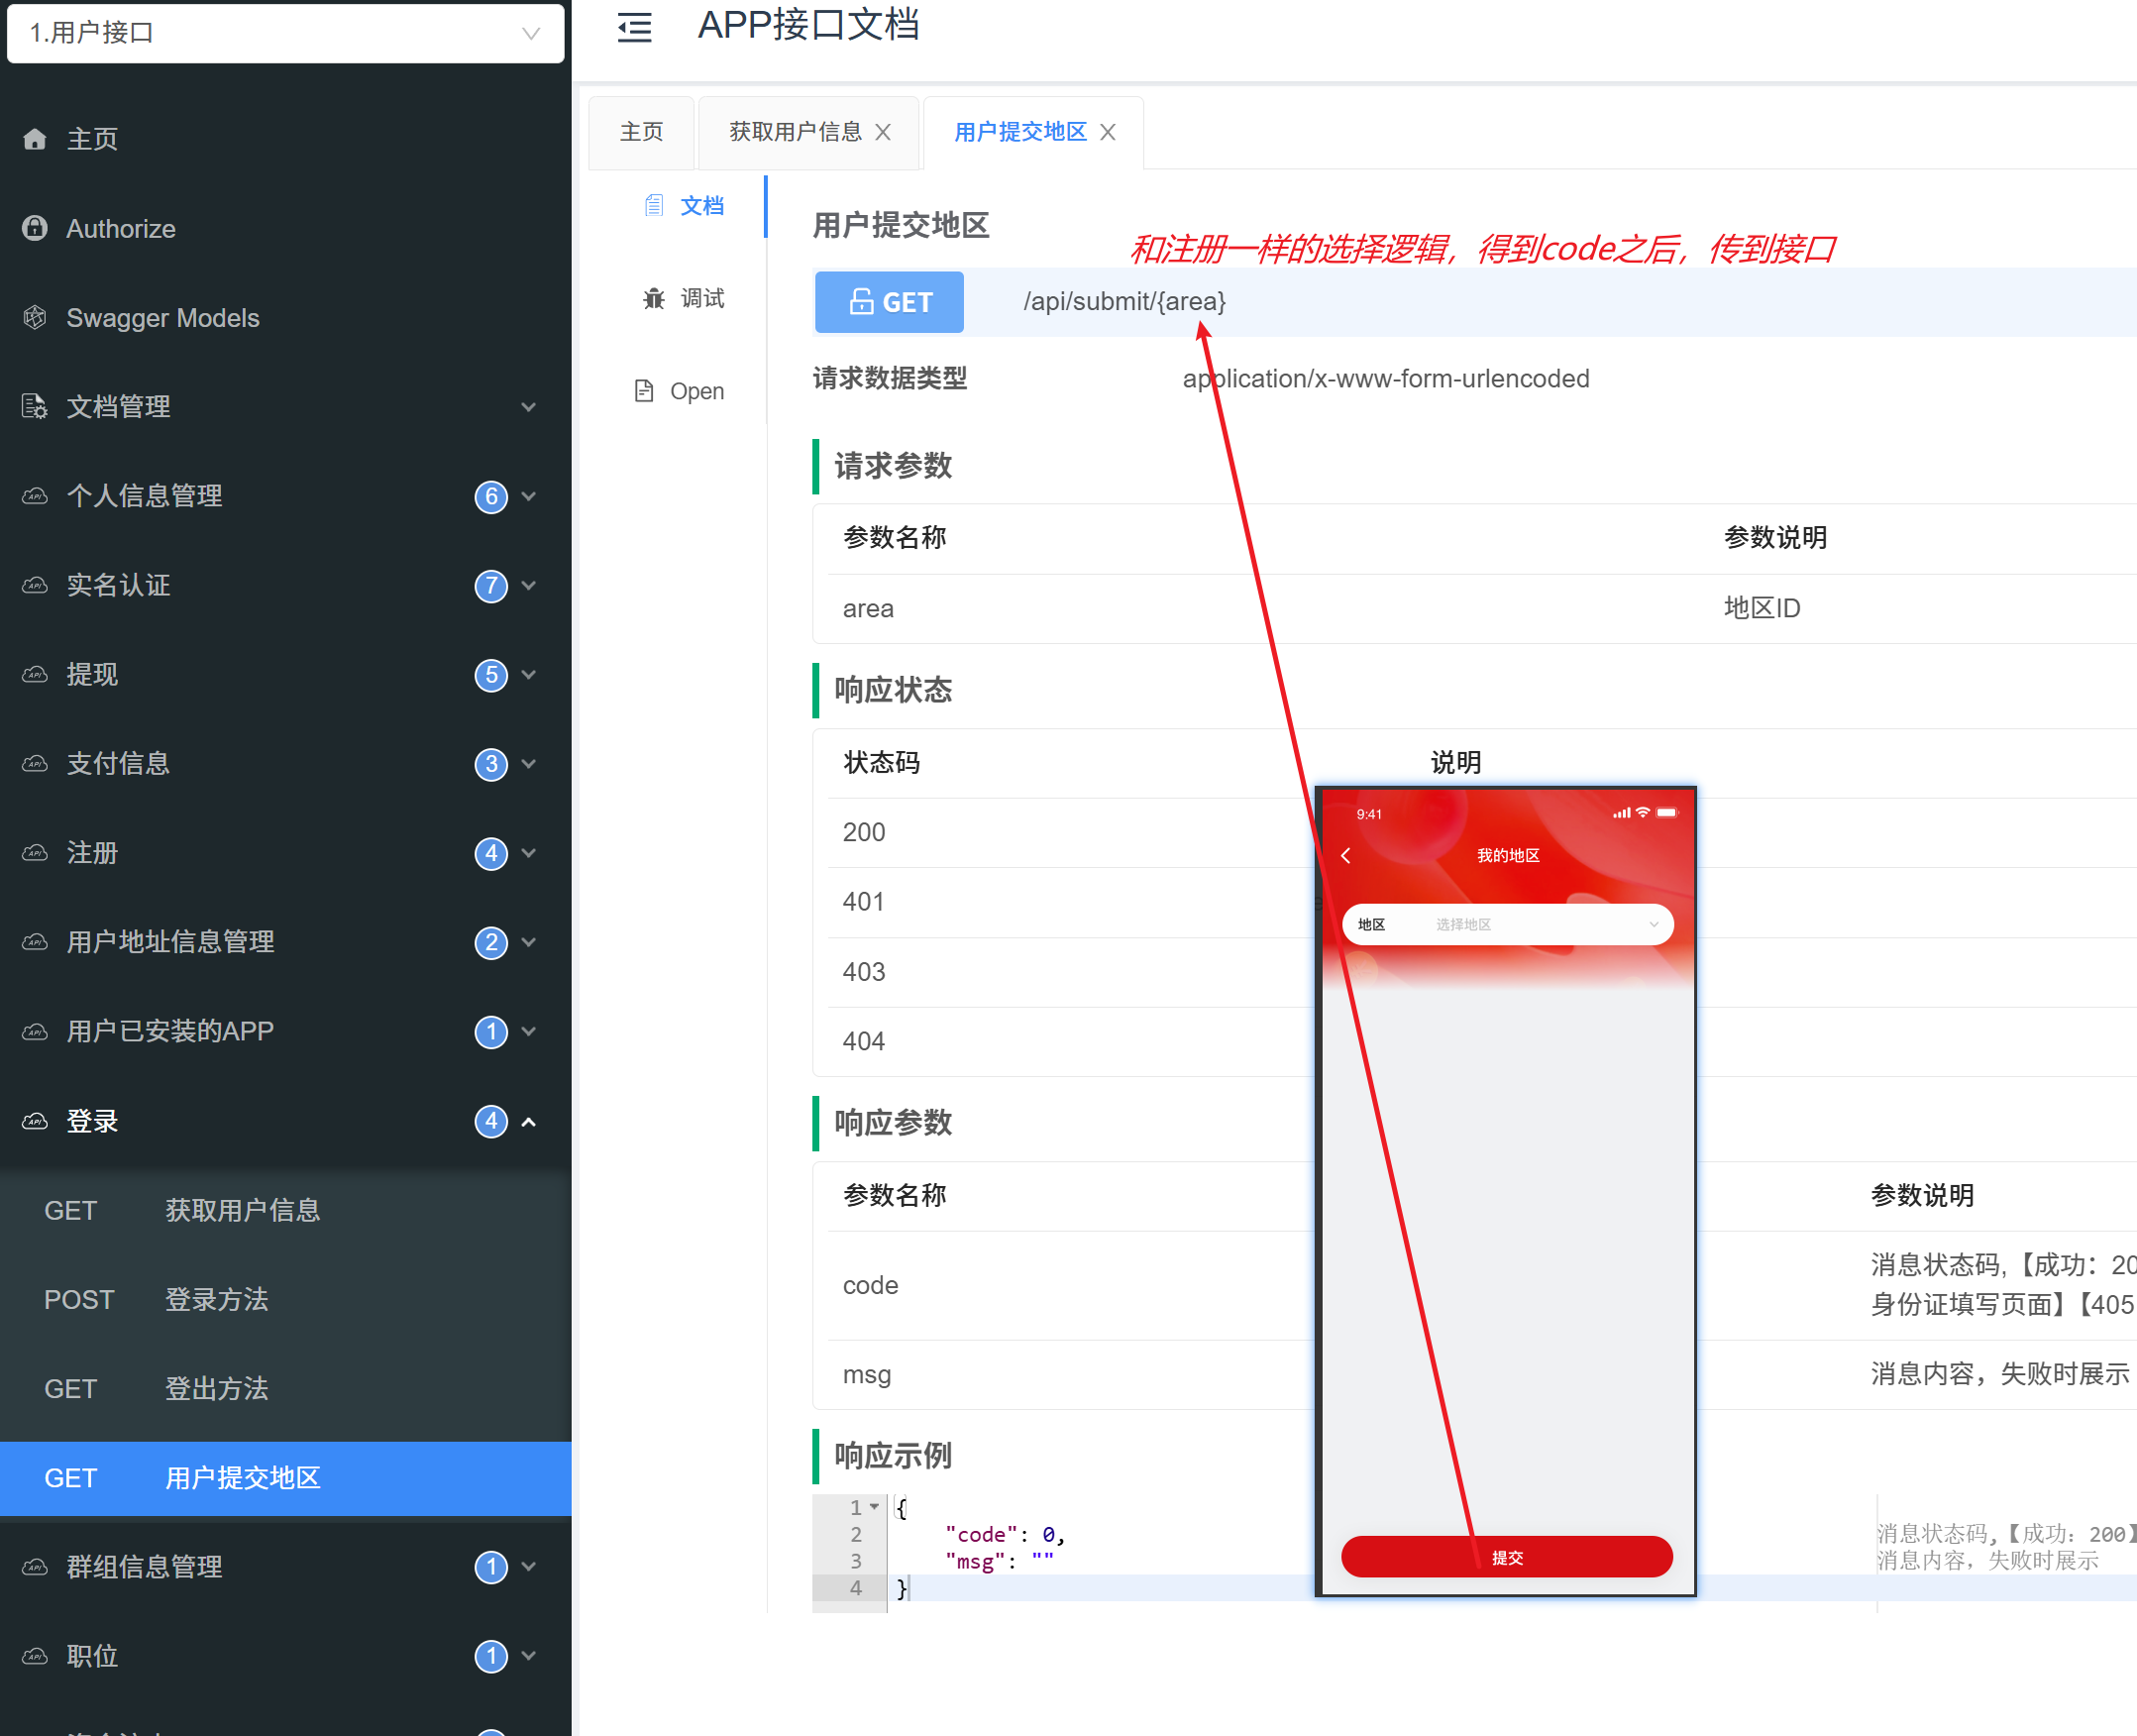 1.用户接口
主页
Authorize
Swagger Models
文档管理
个人信息管理 6
实名认证 7
提现 5
支付信息 3
注册 4
用户地址信息管理 2
用户已安装的APP 1
登录 4
GET 获取用户信息
POST 登录方法
GET 登出方法
GET 用户提交地区
群组信息管理 1
职位 1
APP接口文档
主页 获取用户信息 用户提交地区
文档
调试
Open
用户提交地区
和注册一样的选择逻辑，得到code之后，传到接口
GET /api/submit/{area}
请求数据类型 application/x-www-form-urlencoded
请求参数
参数名称 参数说明
area 地区ID
响应状态
状态码 说明
200
401
403
404
响应参数
参数名称 参数说明
code 消息状态码,【成功：20
身份证填写页面】【405
msg 消息内容，失败时展示
响应示例
1 {
2 "code": 0, 消息状态码,【成功：200】
3 "msg": "" 消息内容，失败时展示
4 }
9:41
我的地区
地区 选择地区
提交